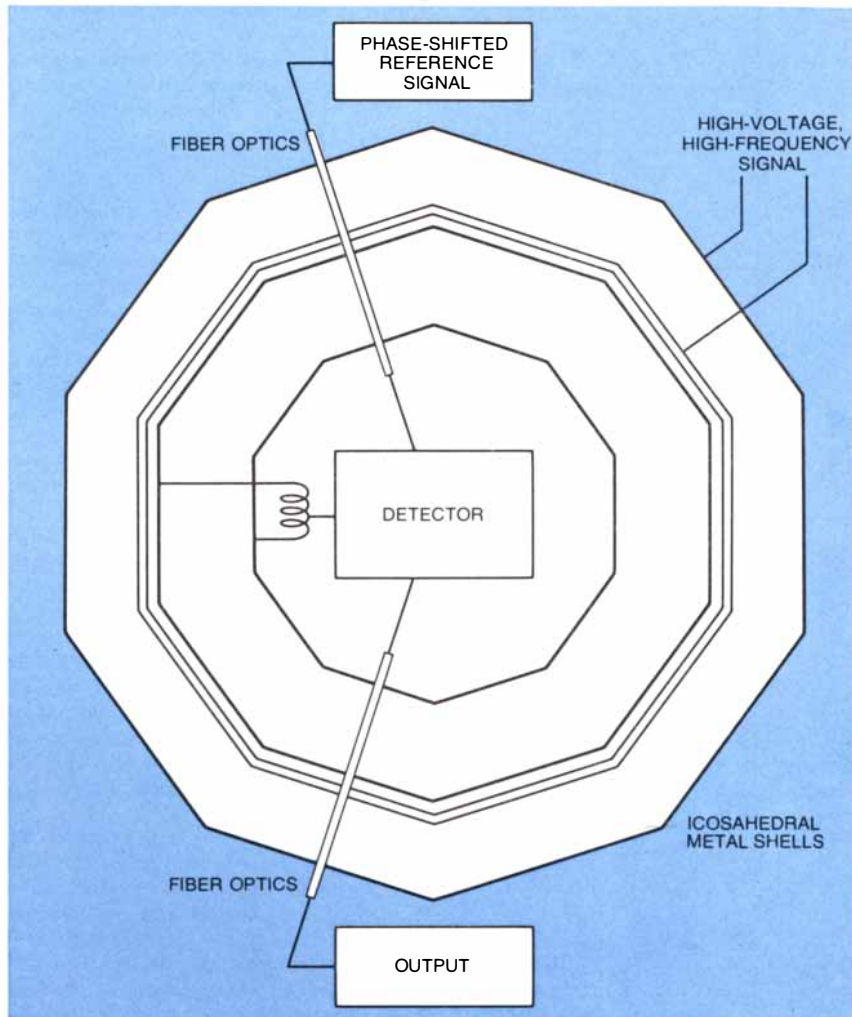 PHASE-SHIFTED
REFERENCE
SIGNAL
FIBER OPTICS
HIGH-VOLTAGE,
HIGH-FREQUENCY
SIGNAL
DETECTOR
ICOSAHEDRAL
METAL SHELLS
FIBER OPTICS
OUTPUT